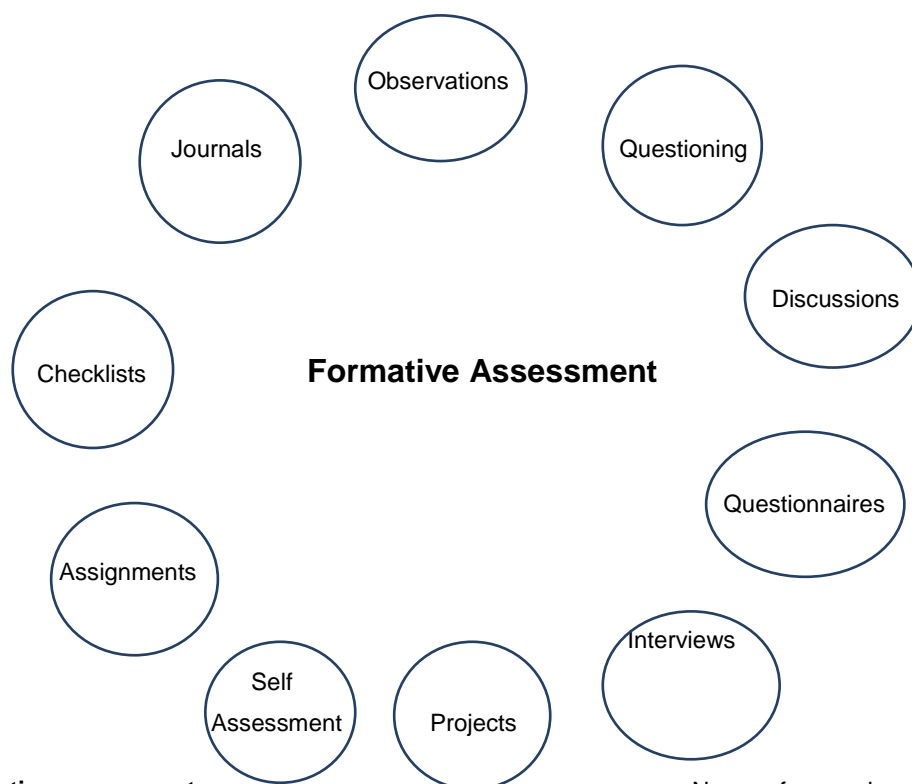 Observations
Journals
Questioning
Discussions
Checklists
Formative Assessment
Questionnaires
Assignments
Interviews
Self
Assessment
Projects